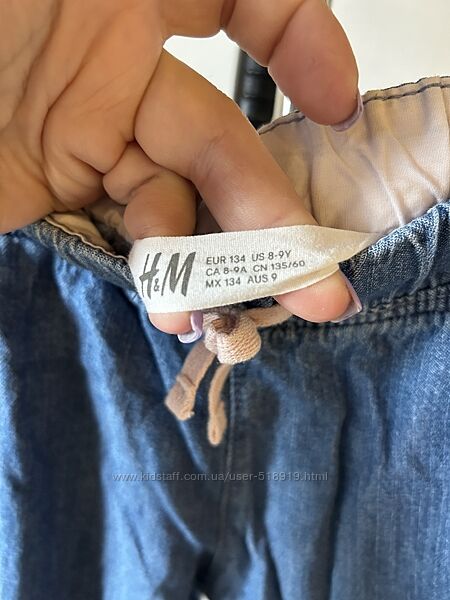 H&M
EUR 134 US 8-9Y
CA 8-9A CN 135/60
MX 134 AUS 9
www.kidstaff.com.ua/user-518919.html